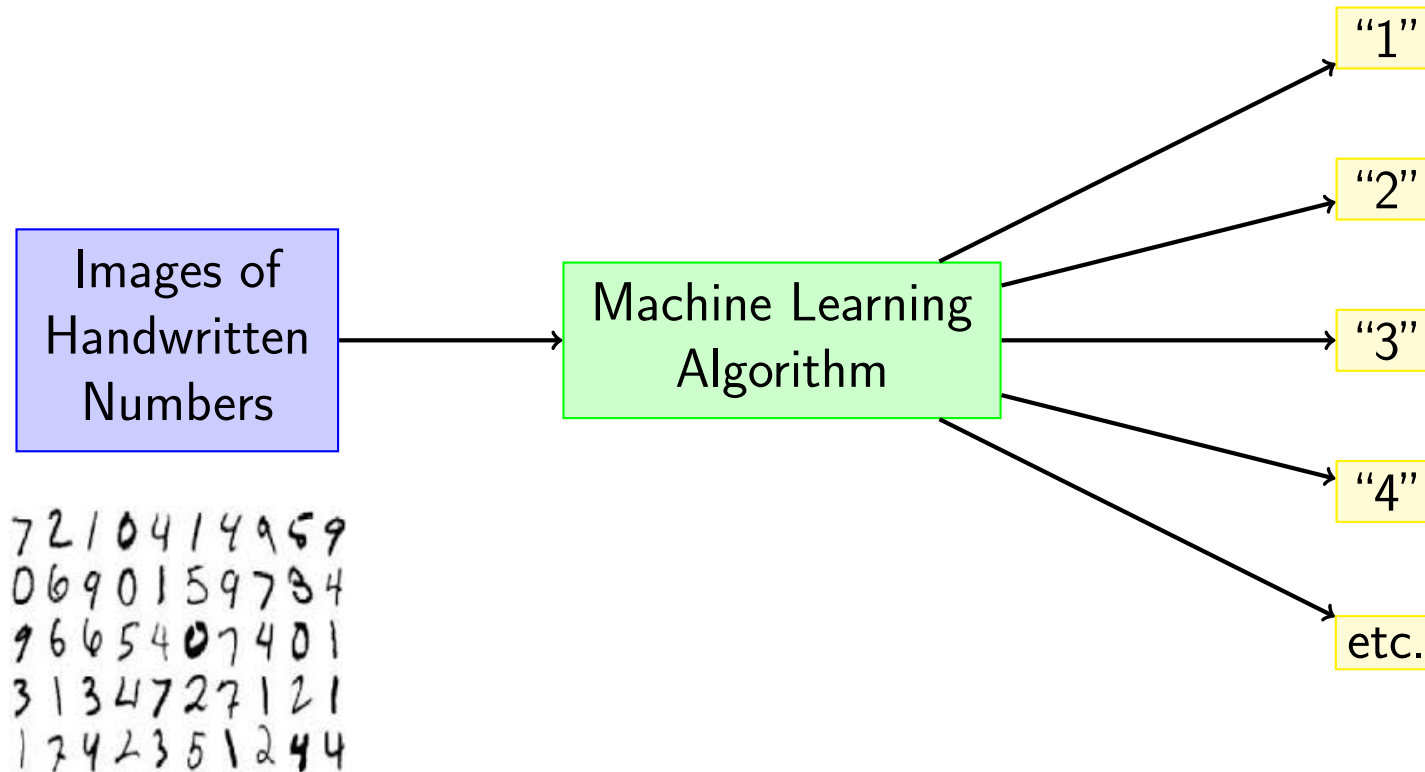 Images of
Handwritten
Numbers
Machine Learning
Algorithm
“1”
“2”
“3”
“4”
etc.
7 2 1 0 4 1 4 9 5 9
0 6 9 0 1 5 9 7 3 4
9 6 6 5 4 0 7 4 0 1
3 1 3 4 7 2 7 1 2 1
1 7 4 2 3 5 1 2 4 4